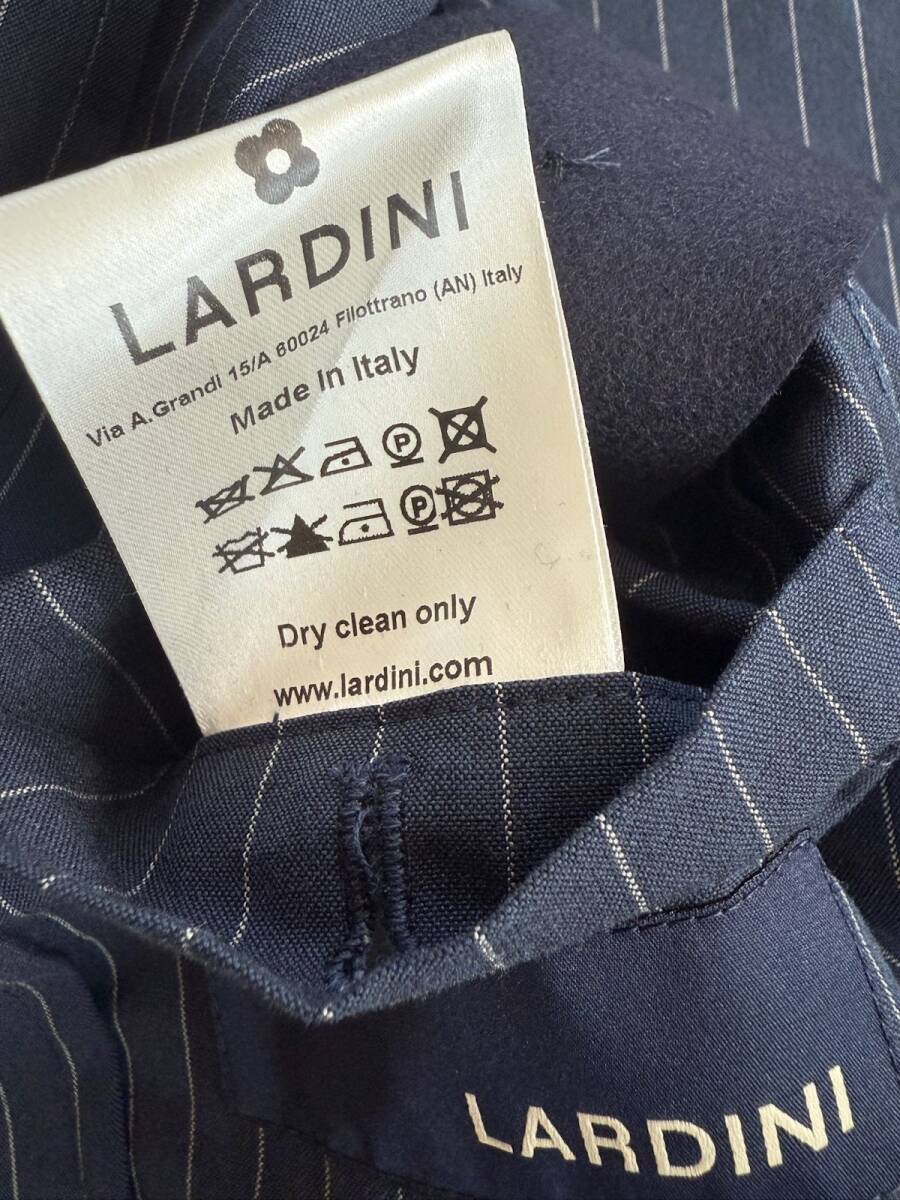 LARDINI
Via A.Grandi 15/A 60024 Filottrano (AN) Italy
Made In Italy
P
P
Dry clean only
www.lardini.com
LARDINI